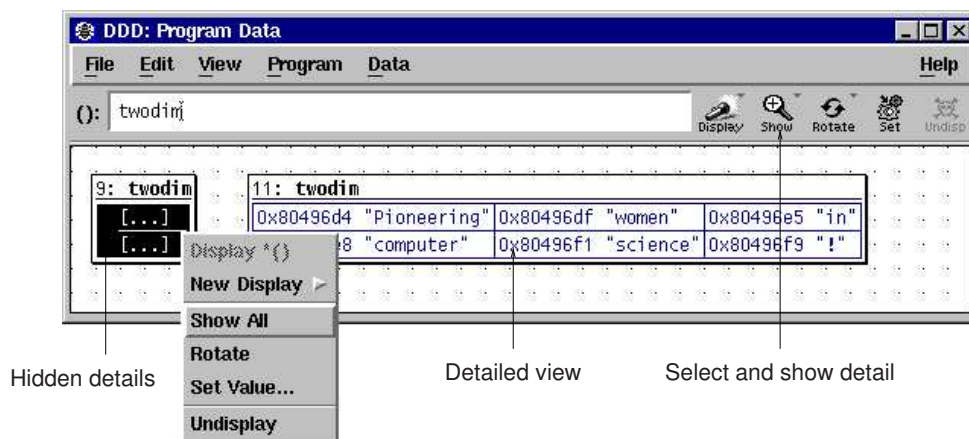 DDD: Program Data
File Edit View Program Data Help
(): twodim
Display Show Rotate Set Undisp
9: twodim
[...]
[...]
11: twodim
0x80496d4 "Pioneering" 0x80496df "women" 0x80496e5 "in"
e8 "computer" 0x80496f1 "science" 0x80496f9 "!"
Display *()
New Display
Show All
Rotate
Set Value...
Undisplay
Hidden details
Detailed view
Select and show detail